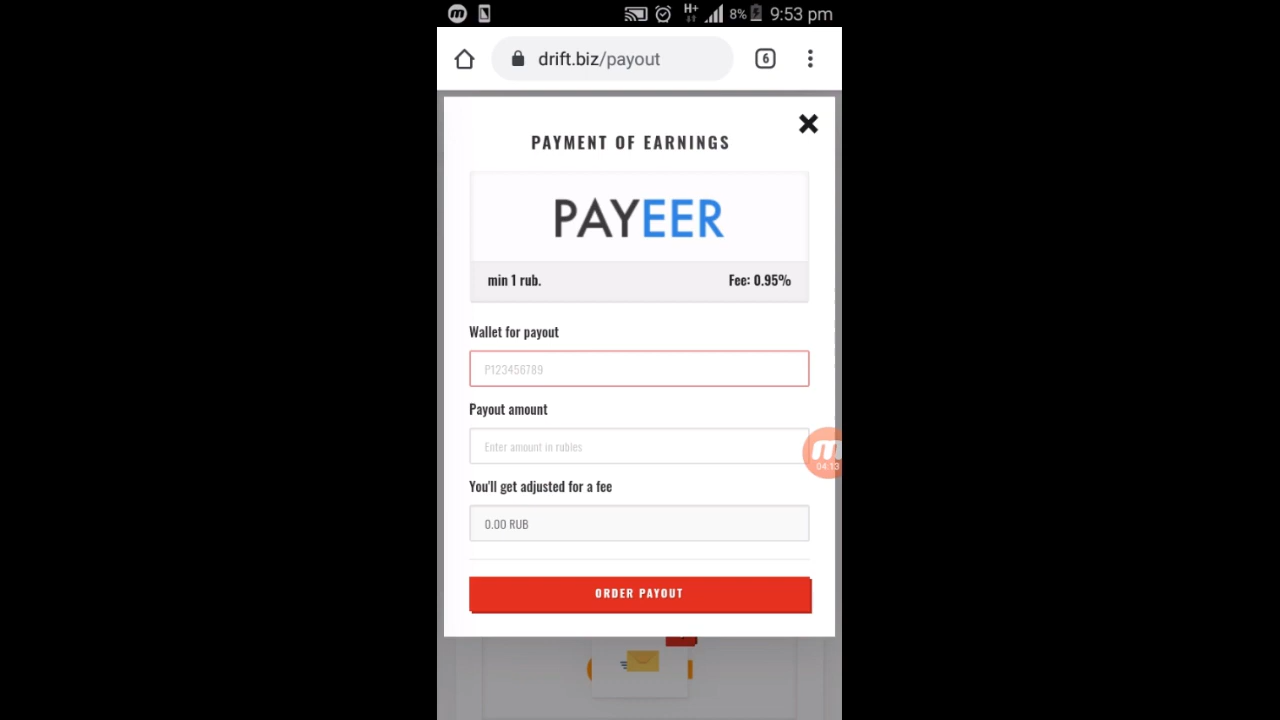 H+ 8% 9:53 pm
drift.biz/payout 6
PAYMENT OF EARNINGS
PAYEER
min 1 rub. Fee: 0.95%
Wallet for payout
P123456789
Payout amount
Enter amount in rubles
04:13
You'll get adjusted for a fee
0.00 RUB
ORDER PAYOUT